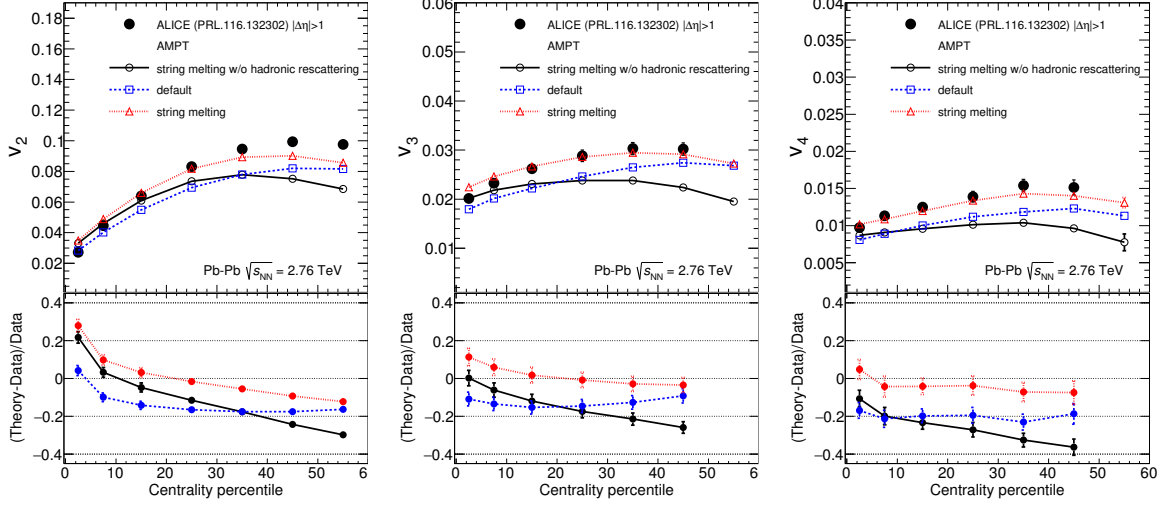 v2
0.18
0.16
0.14
0.12
0.1
0.08
0.06
0.04
0.02
ALICE (PRL.116.132302) |Δη|>1
AMPT
string melting w/o hadronic rescattering
default
string melting
Pb-Pb √sNN = 2.76 TeV
(Theory-Data)/Data
0.4
0.2
0
−0.2
−0.4
0 10 20 30 40 50 60
Centrality percentile
v3
0.06
0.05
0.04
0.03
0.02
0.01
ALICE (PRL.116.132302) |Δη|>1
AMPT
string melting w/o hadronic rescattering
default
string melting
Pb-Pb √sNN = 2.76 TeV
(Theory-Data)/Data
0.4
0.2
0
−0.2
−0.4
0 10 20 30 40 50 60
Centrality percentile
v4
0.04
0.035
0.03
0.025
0.02
0.015
0.01
0.005
ALICE (PRL.116.132302) |Δη|>1
AMPT
string melting w/o hadronic rescattering
default
string melting
Pb-Pb √sNN = 2.76 TeV
(Theory-Data)/Data
0.4
0.2
0
−0.2
−0.4
0 10 20 30 40 50 60
Centrality percentile